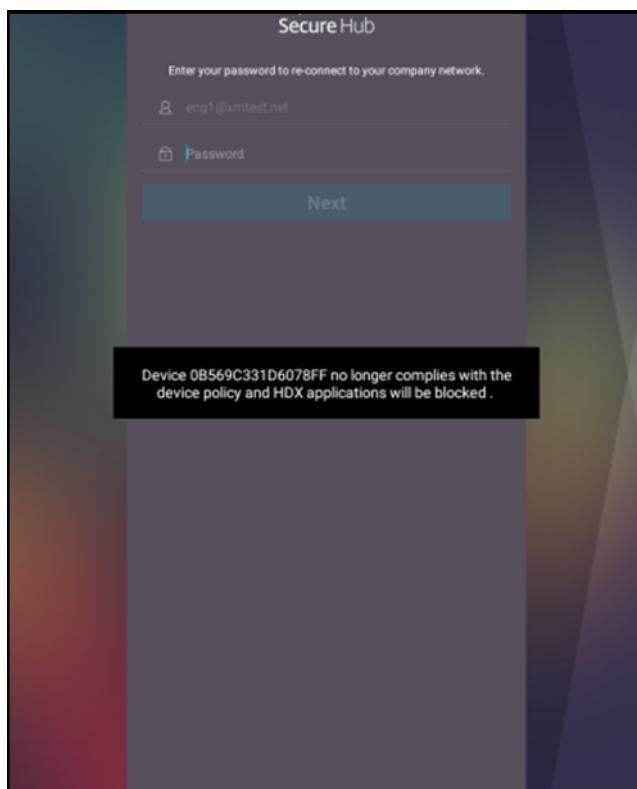 Secure Hub
Enter your password to re-connect to your company network.
eng1@xmtest.net
Password
Next
Device 0B569C331D6078FF no longer complies with the
device policy and HDX applications will be blocked .